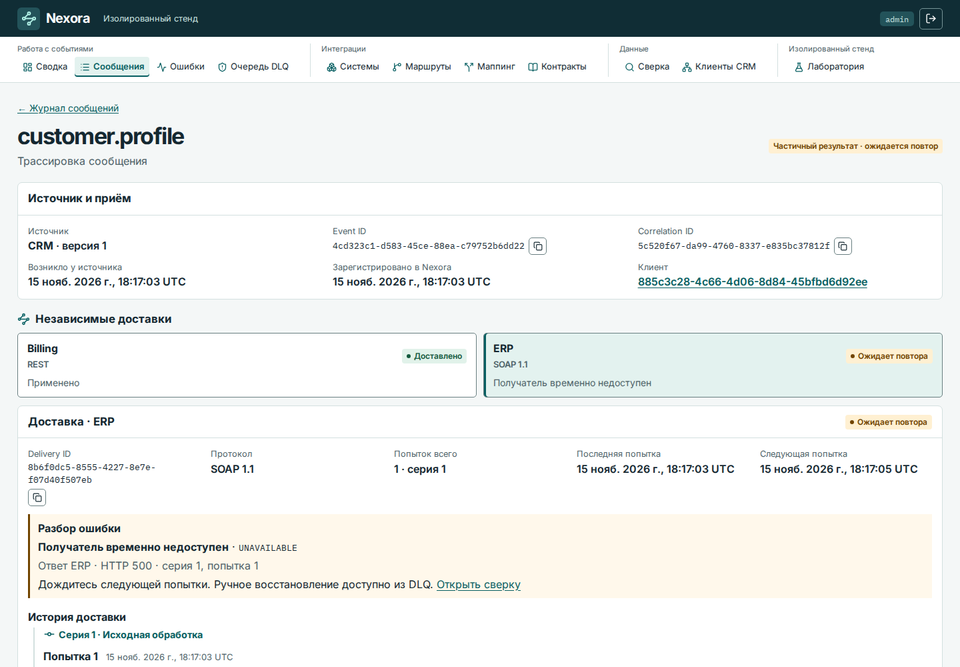 Nexora Изолированный стенд admin
Работа с событиями Интеграции Данные Изолированный стенд
Сводка Сообщения Ошибки Очередь DLQ Системы Маршруты Маппинг Контракты Сверка Клиенты CRM Лаборатория
← Журнал сообщений
customer.profile
Частичный результат · ожидается повтор
Трассировка сообщения
Источник и приём
Источник Event ID Correlation ID
CRM · версия 1 4cd323c1-d583-45ce-88ea-c79752b6dd22 5c520f67-da99-4760-8337-e835bc37812f
Возникло у источника Зарегистрировано в Nexora Клиент
15 нояб. 2026 г., 18:17:03 UTC 15 нояб. 2026 г., 18:17:03 UTC 885c3c28-4c66-4d06-8d84-45bfbd6d92ee
Независимые доставки
Billing
REST
Доставлено
Применено
ERP
SOAP 1.1
Ожидает повтора
Получатель временно недоступен
Доставка · ERP Ожидает повтора
Delivery ID Протокол Попыток всего Последняя попытка Следующая попытка
8b6f0dc5-8555-4227-8e7e- SOAP 1.1 1 · серия 1 15 нояб. 2026 г., 18:17:03 UTC 15 нояб. 2026 г., 18:17:05 UTC
f07d40f507eb
Разбор ошибки
Получатель временно недоступен · UNAVAILABLE
Ответ ERP · HTTP 500 · серия 1, попытка 1
Дождитесь следующей попытки. Ручное восстановление доступно из DLQ. Открыть сверку
История доставки
Серия 1 · Исходная обработка
Попытка 1 15 нояб. 2026 г., 18:17:03 UTC